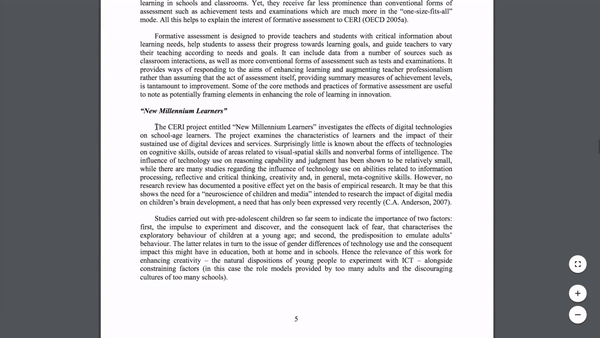 learning in schools and classrooms. Yet, they receive far less prominence than conventional forms of
assessment such as achievement tests and examinations which are much more in the “one-size-fits-all”
mode. All this helps to explain the interest of formative assessment to CERI (OECD 2005a).
Formative assessment is designed to provide teachers and students with critical information about
learning needs, help students to assess their progress towards learning goals, and guide teachers to vary
their teaching according to needs and goals. It can include data from a number of sources such as
classroom interactions, as well as more conventional forms of assessment such as tests and examinations. It
provides ways of responding to the aims of enhancing learning and augmenting teacher professionalism
rather than assuming that the act of assessment itself, providing summary measures of achievement levels,
is tantamount to improvement. Some of the core methods and practices of formative assessment are useful
to note as potentially framing elements in enhancing the role of learning in innovation.
“New Millennium Learners”
The CERI project entitled “New Millennium Learners” investigates the effects of digital technologies
on school-age learners. The project examines the characteristics of learners and the impact of their
sustained use of digital devices and services. Surprisingly little is known about the effects of technologies
on cognitive skills, outside of areas related to visual-spatial skills and nonverbal forms of intelligence. The
influence of technology use on reasoning capability and judgment has been shown to be relatively small,
while there are many studies regarding the influence of technology use on abilities related to information
processing, reflective and critical thinking, creativity and, in general, meta-cognitive skills. However, no
research review has documented a positive effect yet on the basis of empirical research. It may be that this
shows the need for a “neuroscience of children and media” intended to research the impact of digital media
on children’s brain development, a need that has only been expressed very recently (C.A. Anderson, 2007).
Studies carried out with pre-adolescent children so far seem to indicate the importance of two factors:
first, the impulse to experiment and discover, and the consequent lack of fear, that characterises the
exploratory behaviour of children at a young age; and second, the predisposition to emulate adults’
behaviour. The latter relates in turn to the issue of gender differences of technology use and the consequent
impact this might have in education, both at home and in schools. Hence the relevance of this work for
enhancing creativity – the natural dispositions of young people to experiment with ICT – alongside
constraining factors (in this case the role models provided by too many adults and the discouraging
cultures of too many schools).
5